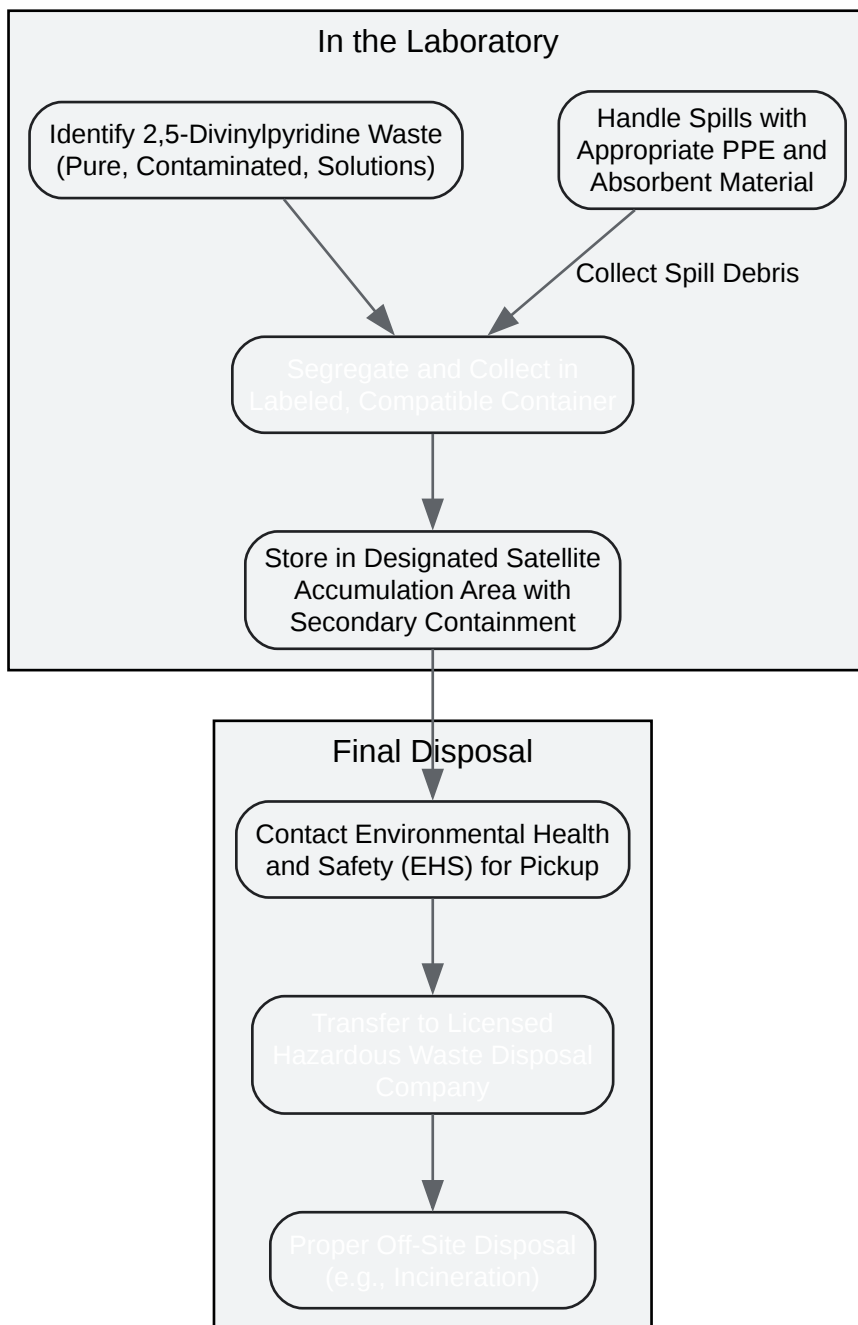 In the Laboratory
Identify 2,5-Divinylpyridine Waste
(Pure, Contaminated, Solutions)
Handle Spills with
Appropriate PPE and
Absorbent Material
Collect Spill Debris
Segregate and Collect in
Labeled, Compatible Container
Store in Designated Satellite
Accumulation Area with
Secondary Containment
Final Disposal
Contact Environmental Health
and Safety (EHS) for Pickup
Transfer to Licensed
Hazardous Waste Disposal
Company
Proper Off-Site Disposal
(e.g., Incineration)